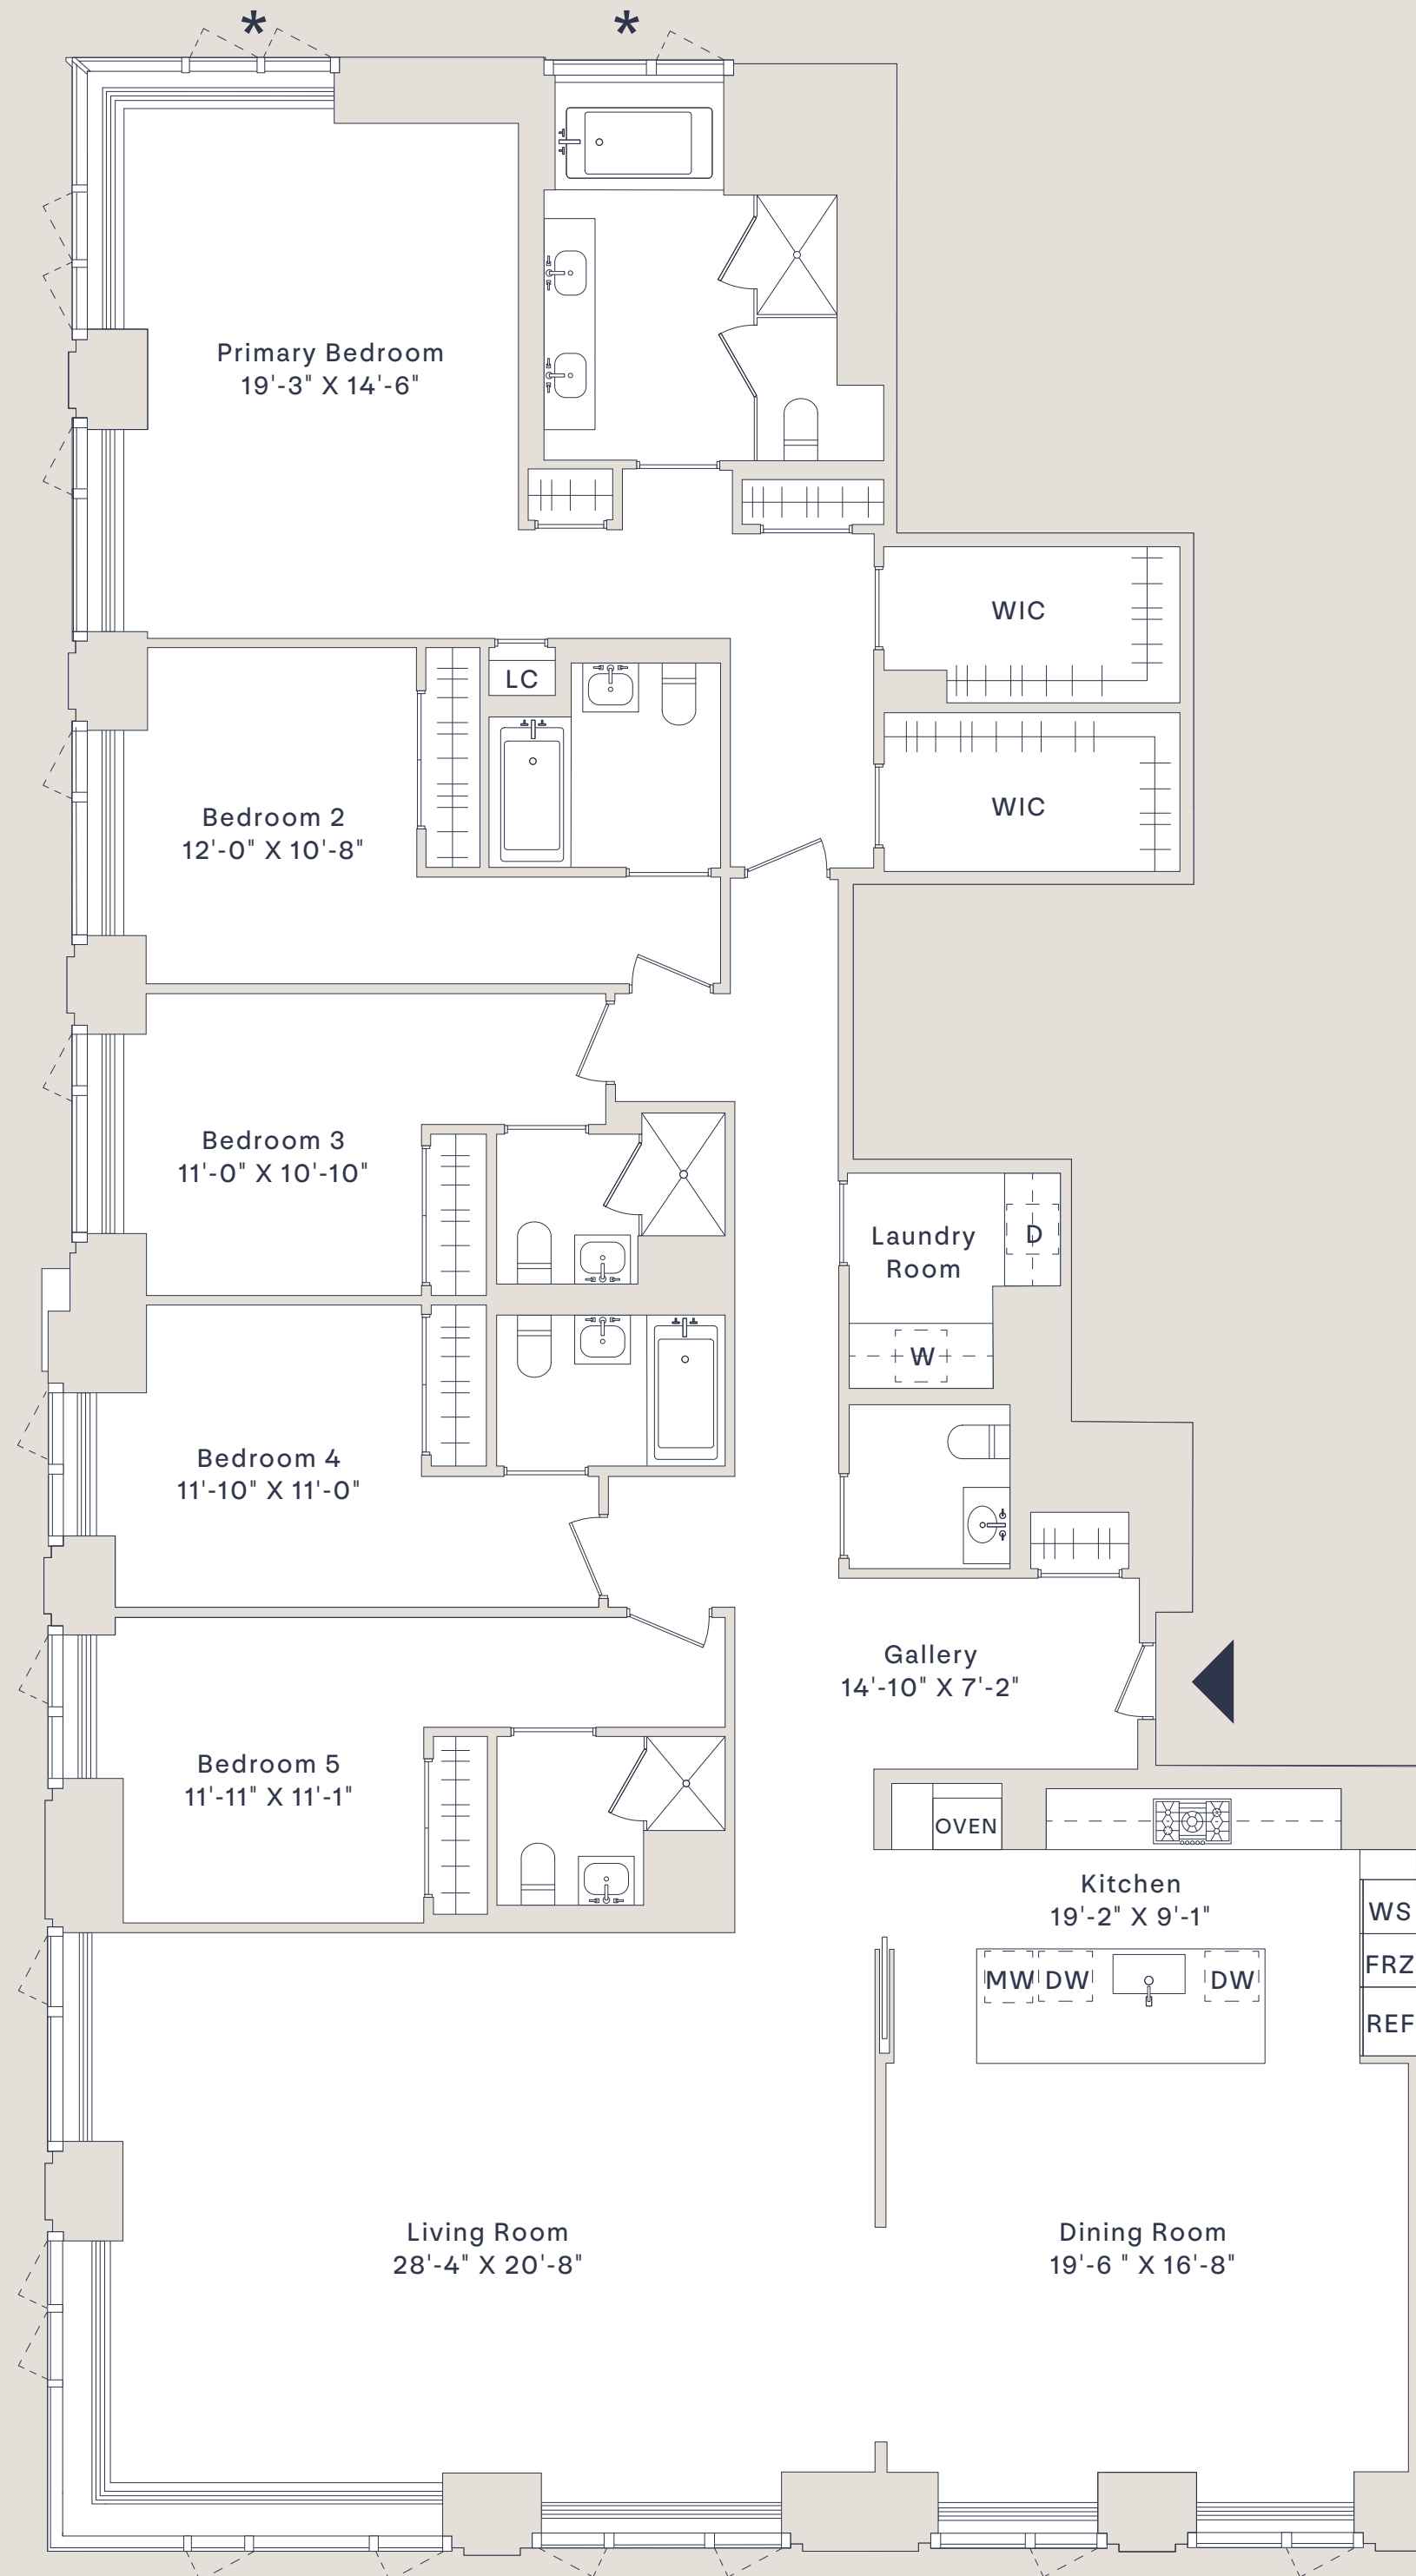 * *
Primary Bedroom
19'-3" X 14'-6"
WIC
LC
WIC
Bedroom 2
12'-0" X 10'-8"
Bedroom 3
11'-0" X 10'-10"
Laundry
Room
D
W
Bedroom 4
11'-10" X 11'-0"
Gallery
14'-10" X 7'-2"
Bedroom 5
11'-11" X 11'-1"
OVEN
Kitchen
19'-2" X 9'-1"
WS
FRZ
REF
MW DW DW
Living Room
28'-4" X 20'-8"
Dining Room
19'-6 " X 16'-8"